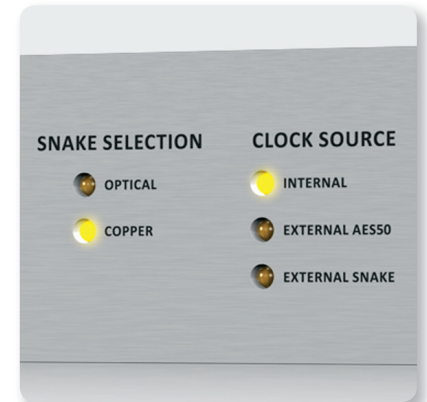 SNAKE SELECTION
OPTICAL
COPPER
CLOCK SOURCE
INTERNAL
EXTERNAL AES50
EXTERNAL SNAKE